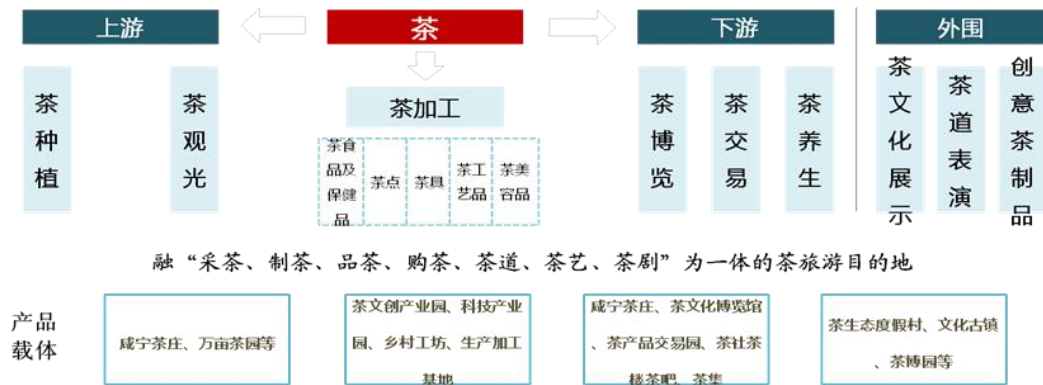 上游
茶
下游
外围
茶种植
茶观光
茶加工
茶食
品及
保健
品
茶点
茶具
茶工
艺品
茶美
容品
茶博览
茶交易
茶养生
茶文化展示
茶道表演
创意茶制品
融“采茶、制茶、品茶、购茶、茶道、茶艺、茶剧”为一体的茶旅游目的地
产品
载体
咸宁茶庄、万亩茶园等
茶文创产业园、科技产业
园、乡村工坊、生产加工
基地
咸宁茶庄、茶文化博览馆
、茶产品交易园、茶社茶
楼茶吧、茶集
茶生态度假村、文化古镇
、茶博园等